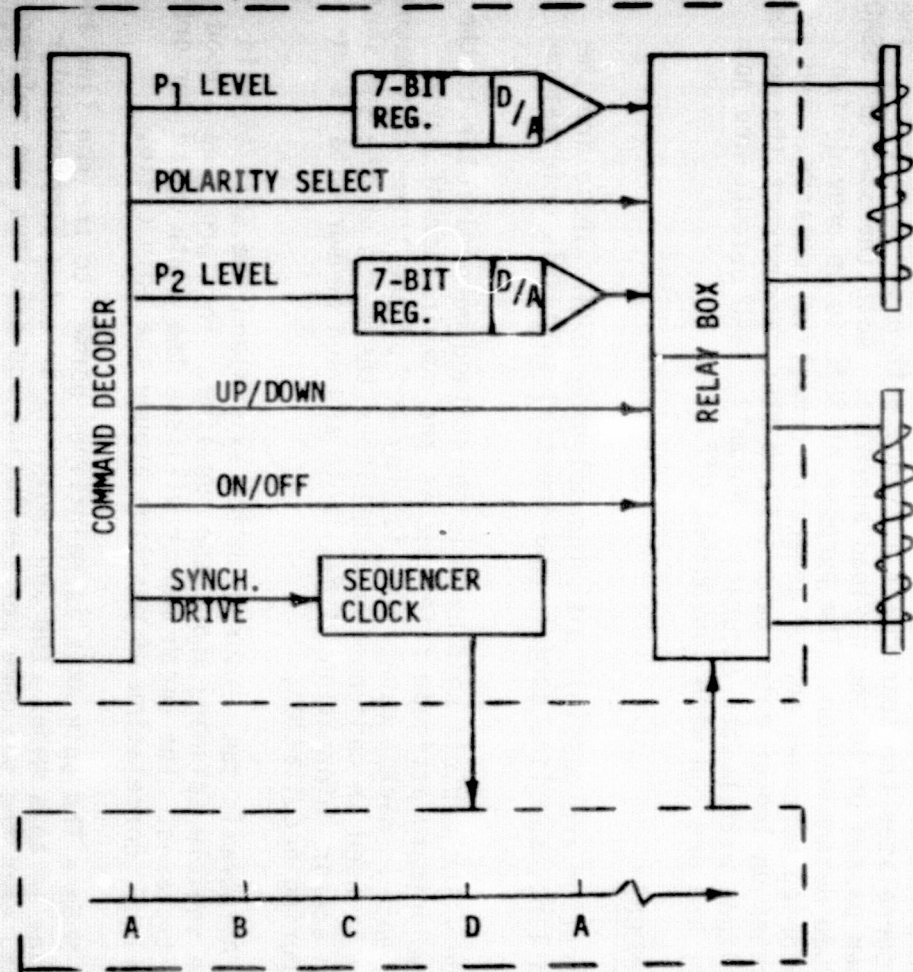 P1 LEVEL
7-BIT
REG.
D/A
POLARITY SELECT
P2 LEVEL
7-BIT
REG.
D/A
COMMAND DECODER
RELAY BOX
UP/DOWN
ON/OFF
SYNCH.
DRIVE
SEQUENCER
CLOCK
A B C D A